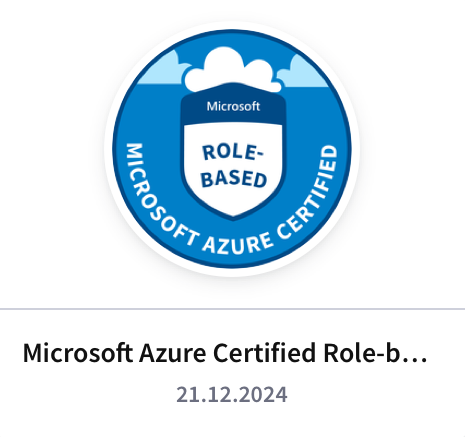 Microsoft
ROLE-
BASED
MICROSOFT AZURE CERTIFIED
Microsoft Azure Certified Role-b...
21.12.2024